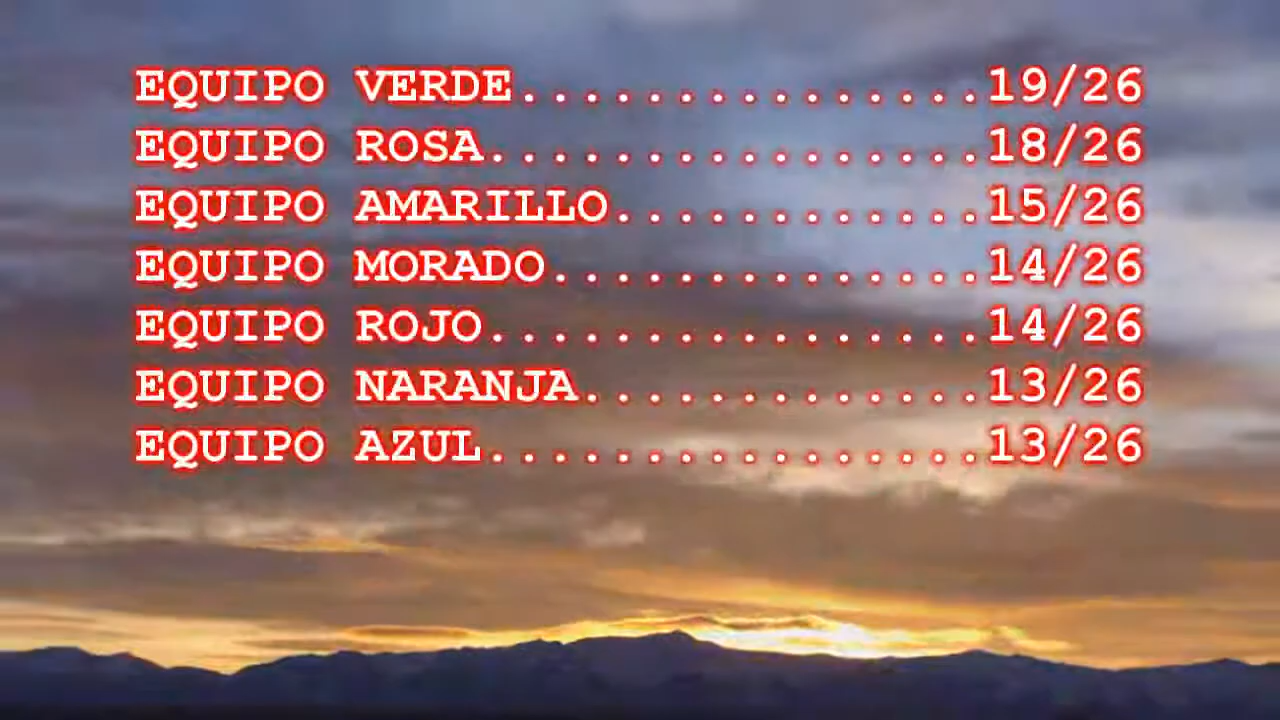 EQUIPO VERDE...............19/26
EQUIPO ROSA................18/26
EQUIPO AMARILLO............15/26
EQUIPO MORADO..............14/26
EQUIPO ROJO................14/26
EQUIPO NARANJA.............13/26
EQUIPO AZUL................13/26